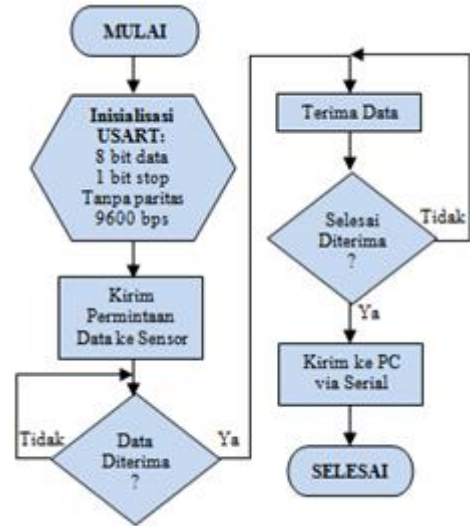 MULAI
Inisialisasi
USART:
8 bit data
1 bit stop
Tanpa paritas
9600 bps
Kirim
Permintaan
Data ke Sensor
Tidak
Data
Diterima
?
Ya
Terima Data
Selesai
Diterima
?
Tidak
Ya
Kirim ke PC
via Serial
SELESAI